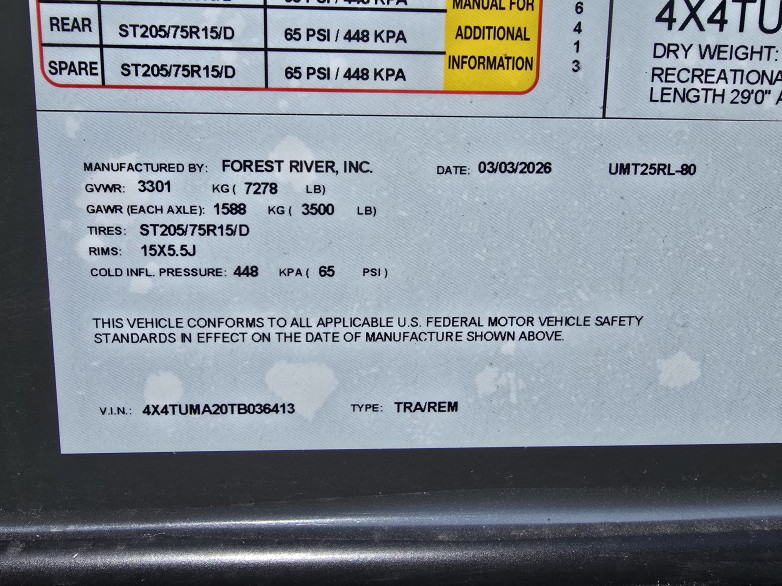 MANUAL FOR
REAR ST205/75R15/D 65 PSI / 448 KPA ADDITIONAL
SPARE ST205/75R15/D 65 PSI / 448 KPA INFORMATION
6
4
1
3
4X4TU
DRY WEIGHT:
RECREATIONA
LENGTH 29'0"
MANUFACTURED BY: FOREST RIVER, INC. DATE: 03/03/2026 UMT25RL-80
GVWR: 3301 KG ( 7278 LB)
GAWR (EACH AXLE): 1588 KG ( 3500 LB)
TIRES: ST205/75R15/D
RIMS: 15X5.5J
COLD INFL. PRESSURE: 448 KPA ( 65 PSI )
THIS VEHICLE CONFORMS TO ALL APPLICABLE U.S. FEDERAL MOTOR VEHICLE SAFETY
STANDARDS IN EFFECT ON THE DATE OF MANUFACTURE SHOWN ABOVE.
V.I.N.: 4X4TUMA20TB036413 TYPE: TRA/REM